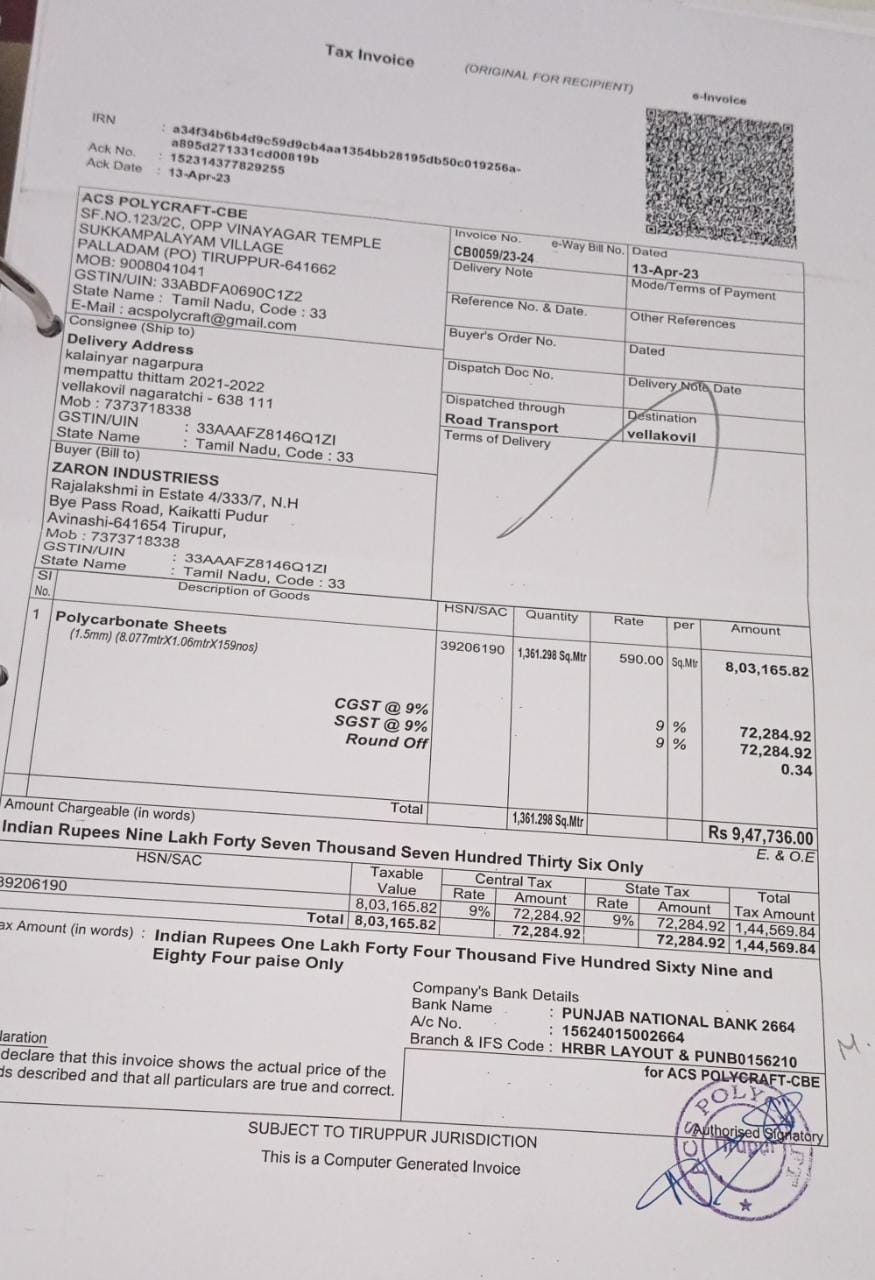 Tax Invoice
(ORIGINAL FOR RECIPIENT)
e-Invoice
IRN : a34f34b6b4d9c59d9cb4aa1354bb28195db50c019256a-
a895d271331cd00819b
Ack No. : 152314377829255
Ack Date : 13-Apr-23
ACS POLYCRAFT-CBE
SF.NO.123/2C, OPP VINAYAGAR TEMPLE
SUKKAMPALAYAM VILLAGE
PALLADAM (PO) TIRUPPUR-641662
MOB: 9008041041
GSTIN/UIN: 33ABDFA0690C1Z2
State Name : Tamil Nadu, Code : 33
E-Mail : acspolycraft@gmail.com
Consignee (Ship to)
Delivery Address
kalainyar nagarpura
mempattu thittam 2021-2022
vellakovil nagaratchi - 638 111
Mob : 7373718338
GSTIN/UIN : 33AAAFZ8146Q1ZI
State Name : Tamil Nadu, Code : 33
Buyer (Bill to)
ZARON INDUSTRIESS
Rajalakshmi in Estate 4/333/7, N.H
Bye Pass Road, Kaikatti Pudur
Avinashi-641654 Tirupur,
Mob : 7373718338
GSTIN/UIN : 33AAAFZ8146Q1ZI
State Name : Tamil Nadu, Code : 33
Invoice No. e-Way Bill No. Dated
CB0059/23-24 13-Apr-23
Delivery Note Mode/Terms of Payment
Reference No. & Date. Other References
Buyer's Order No. Dated
Dispatch Doc No. Delivery Note Date
Dispatched through Destination
Road Transport vellakovil
Terms of Delivery
SI No. Description of Goods HSN/SAC Quantity Rate per Amount
1 Polycarbonate Sheets 39206190 1,361.298 Sq.Mtr 590.00 Sq.Mtr 8,03,165.82
(1.5mm) (8.077mtrX1.06mtrX159nos)
CGST @ 9% 9 % 72,284.92
SGST @ 9% 9 % 72,284.92
Round Off 0.34
Total 1,361.298 Sq.Mtr Rs 9,47,736.00
Amount Chargeable (in words) E. & O.E
Indian Rupees Nine Lakh Forty Seven Thousand Seven Hundred Thirty Six Only
HSN/SAC Taxable Value Central Tax State Tax Total Tax Amount
Rate Amount Rate Amount
39206190 8,03,165.82 9% 72,284.92 9% 72,284.92 1,44,569.84
Total 8,03,165.82 72,284.92 72,284.92 1,44,569.84
ax Amount (in words) : Indian Rupees One Lakh Forty Four Thousand Five Hundred Sixty Nine and
Eighty Four paise Only
Company's Bank Details
Bank Name : PUNJAB NATIONAL BANK 2664
A/c No. : 15624015002664
Branch & IFS Code : HRBR LAYOUT & PUNB0156210
laration
declare that this invoice shows the actual price of the
ds described and that all particulars are true and correct.
for ACS POLYCRAFT-CBE
Authorised Signatory
SUBJECT TO TIRUPPUR JURISDICTION
This is a Computer Generated Invoice
M.